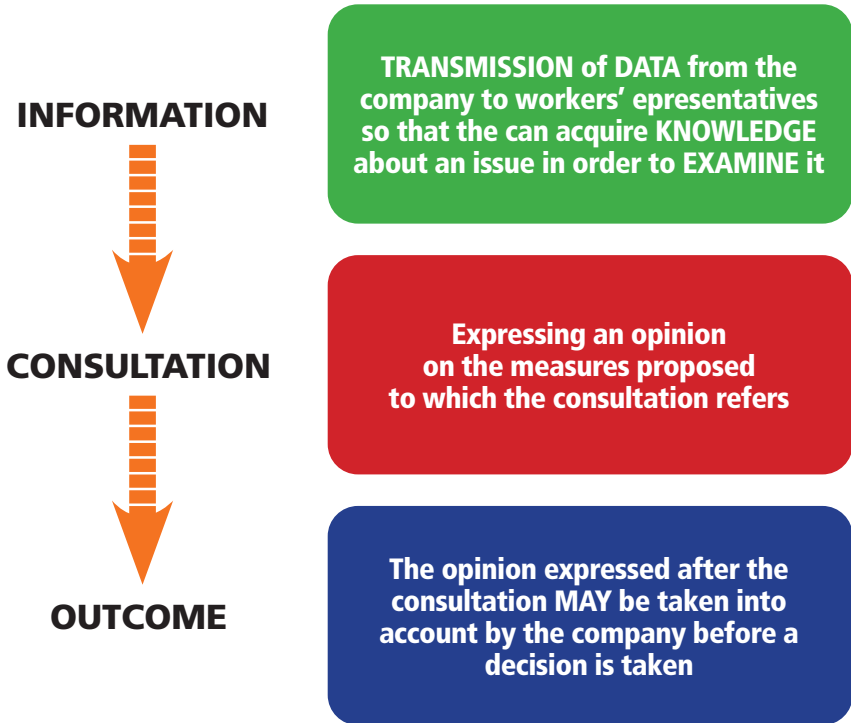 INFORMATION
TRANSMISSION of DATA from the
company to workers’ epresentatives
so that the can acquire KNOWLEDGE
about an issue in order to EXAMINE it
CONSULTATION
Expressing an opinion
on the measures proposed
to which the consultation refers
OUTCOME
The opinion expressed after the
consultation MAY be taken into
account by the company before a
decision is taken